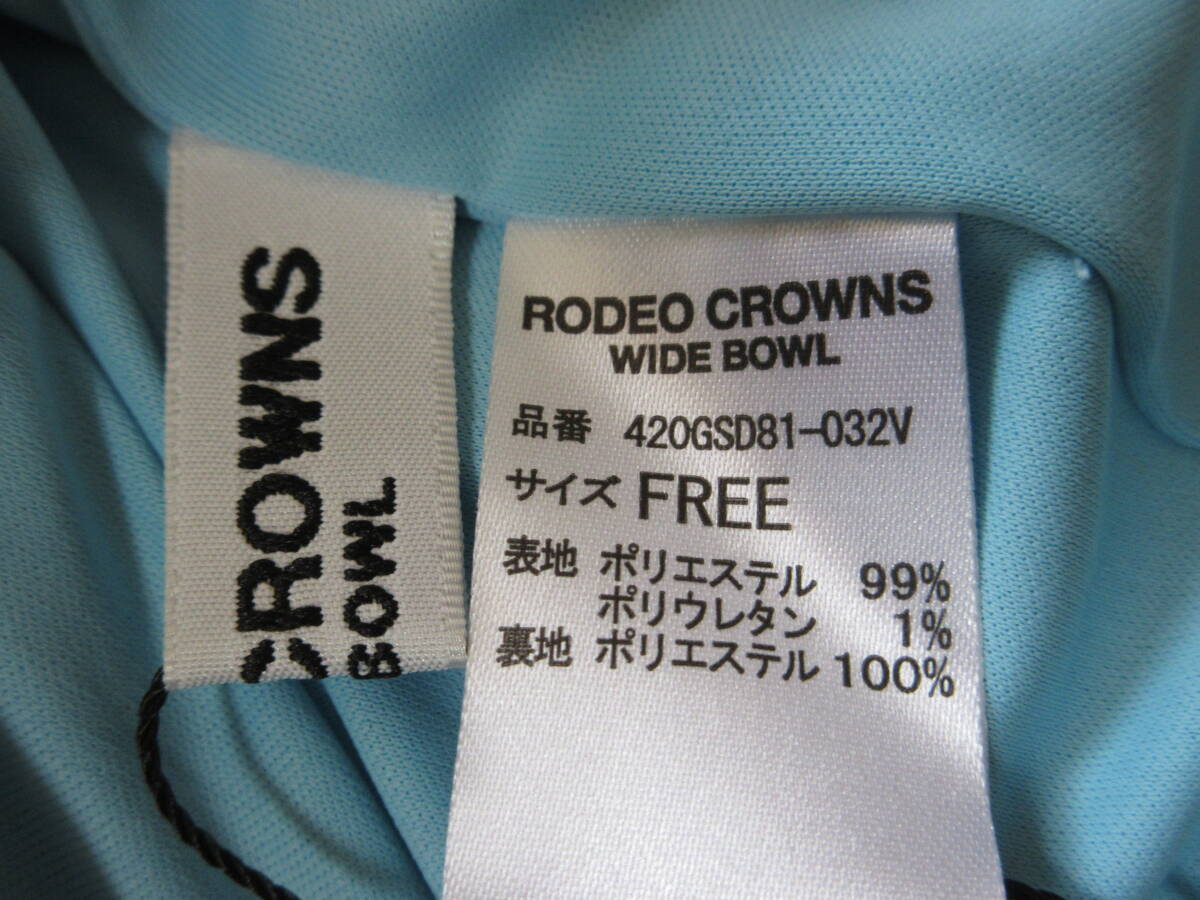 CROWNS
BOWL
RODEO CROWNS
WIDE BOWL
品番 420GSD81-032V
サイズ FREE
表地 ポリエステル 99%
ポリウレタン 1%
裏地 ポリエステル 100%